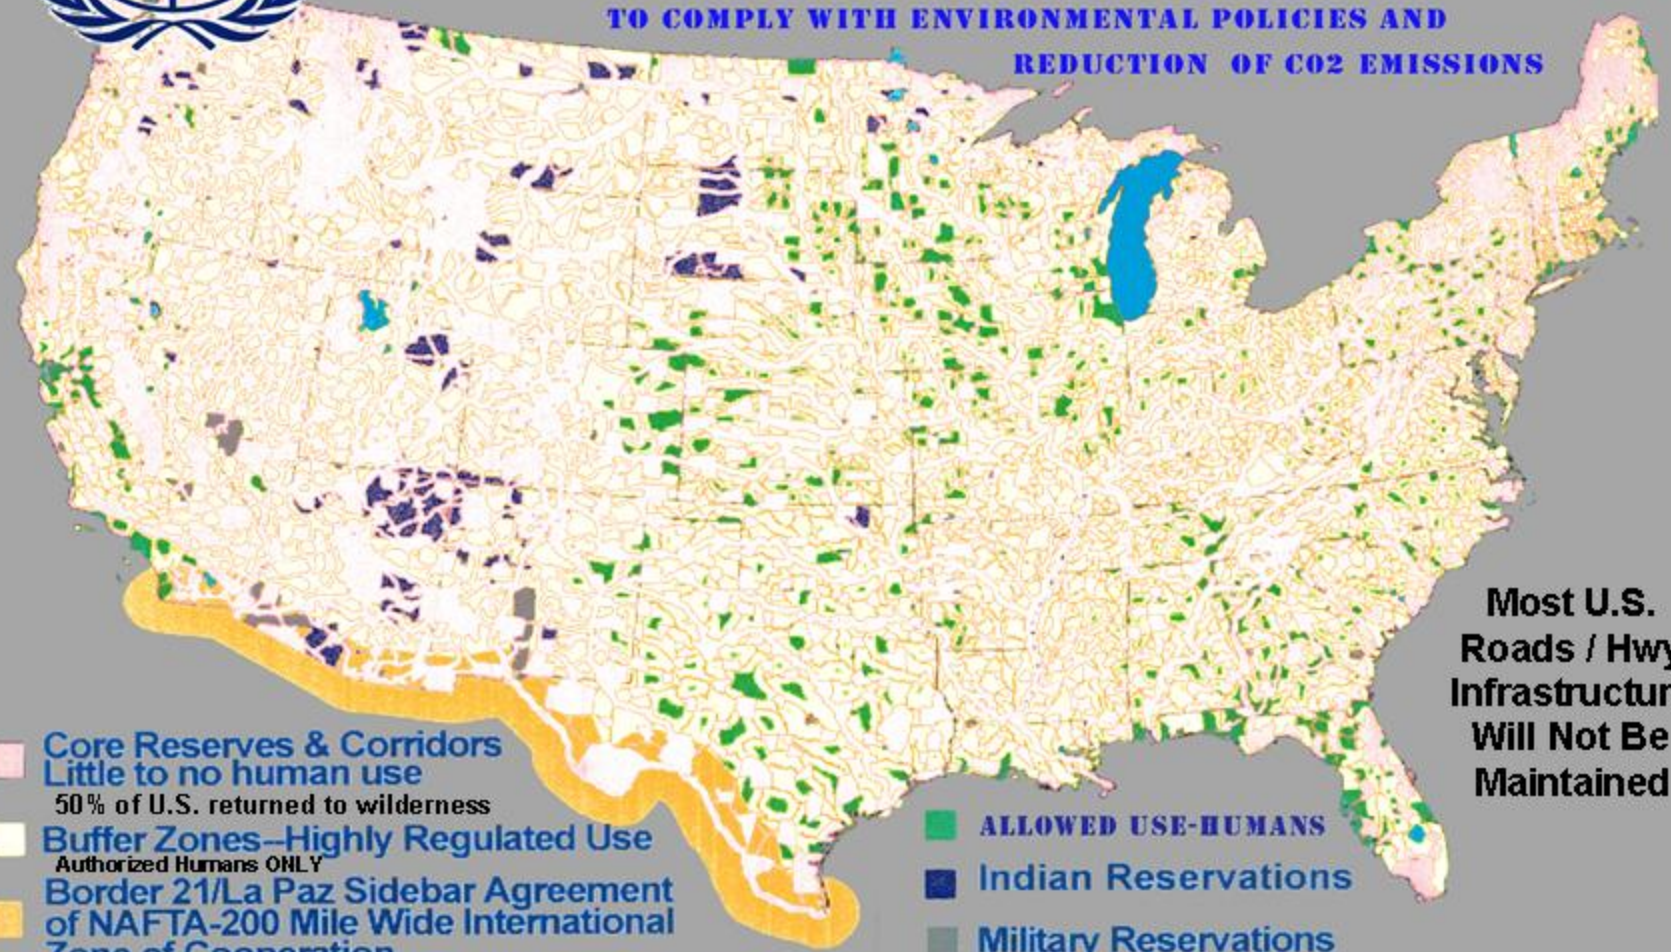 TO COMPLY WITH ENVIRONMENTAL POLICIES AND
REDUCTION OF CO2 EMISSIONS
Most U.S.
Roads / Hwy
Infrastructur
Will Not Be
Maintained
Core Reserves & Corridors
Little to no human use
50% of U.S. returned to wilderness
Buffer Zones--Highly Regulated Use
Authorized Humans ONLY
Border 21/La Paz Sidebar Agreement
of NAFTA-200 Mile Wide International
Zone of Cooperation
ALLOWED USE-HUMANS
Indian Reservations
Military Reservations